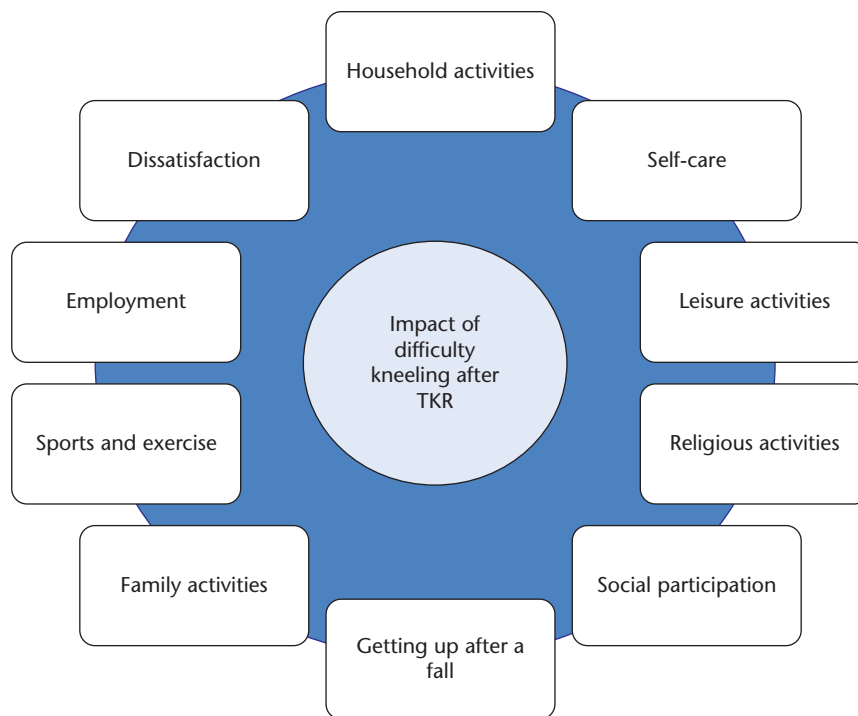 Household activities
Dissatisfaction
Self-care
Employment
Impact of
difficulty
kneeling after
TKR
Leisure activities
Sports and exercise
Religious activities
Family activities
Social participation
Getting up after a
fall